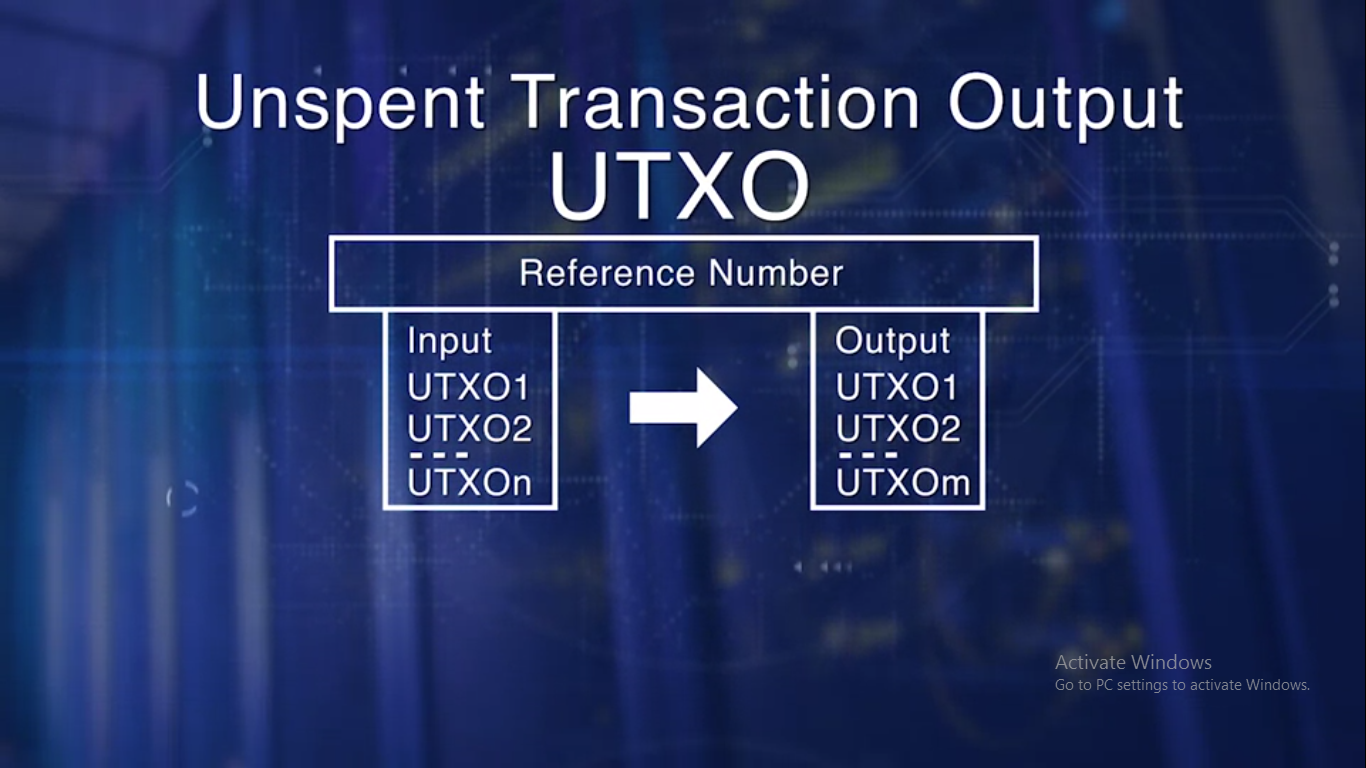 Unspent Transaction Output
UTXO
Reference Number
Input
UTXO1
UTXO2
- - -
UTXOn
Output
UTXO1
UTXO2
- - -
UTXOm
Activate Windows
Go to PC settings to activate Windows.